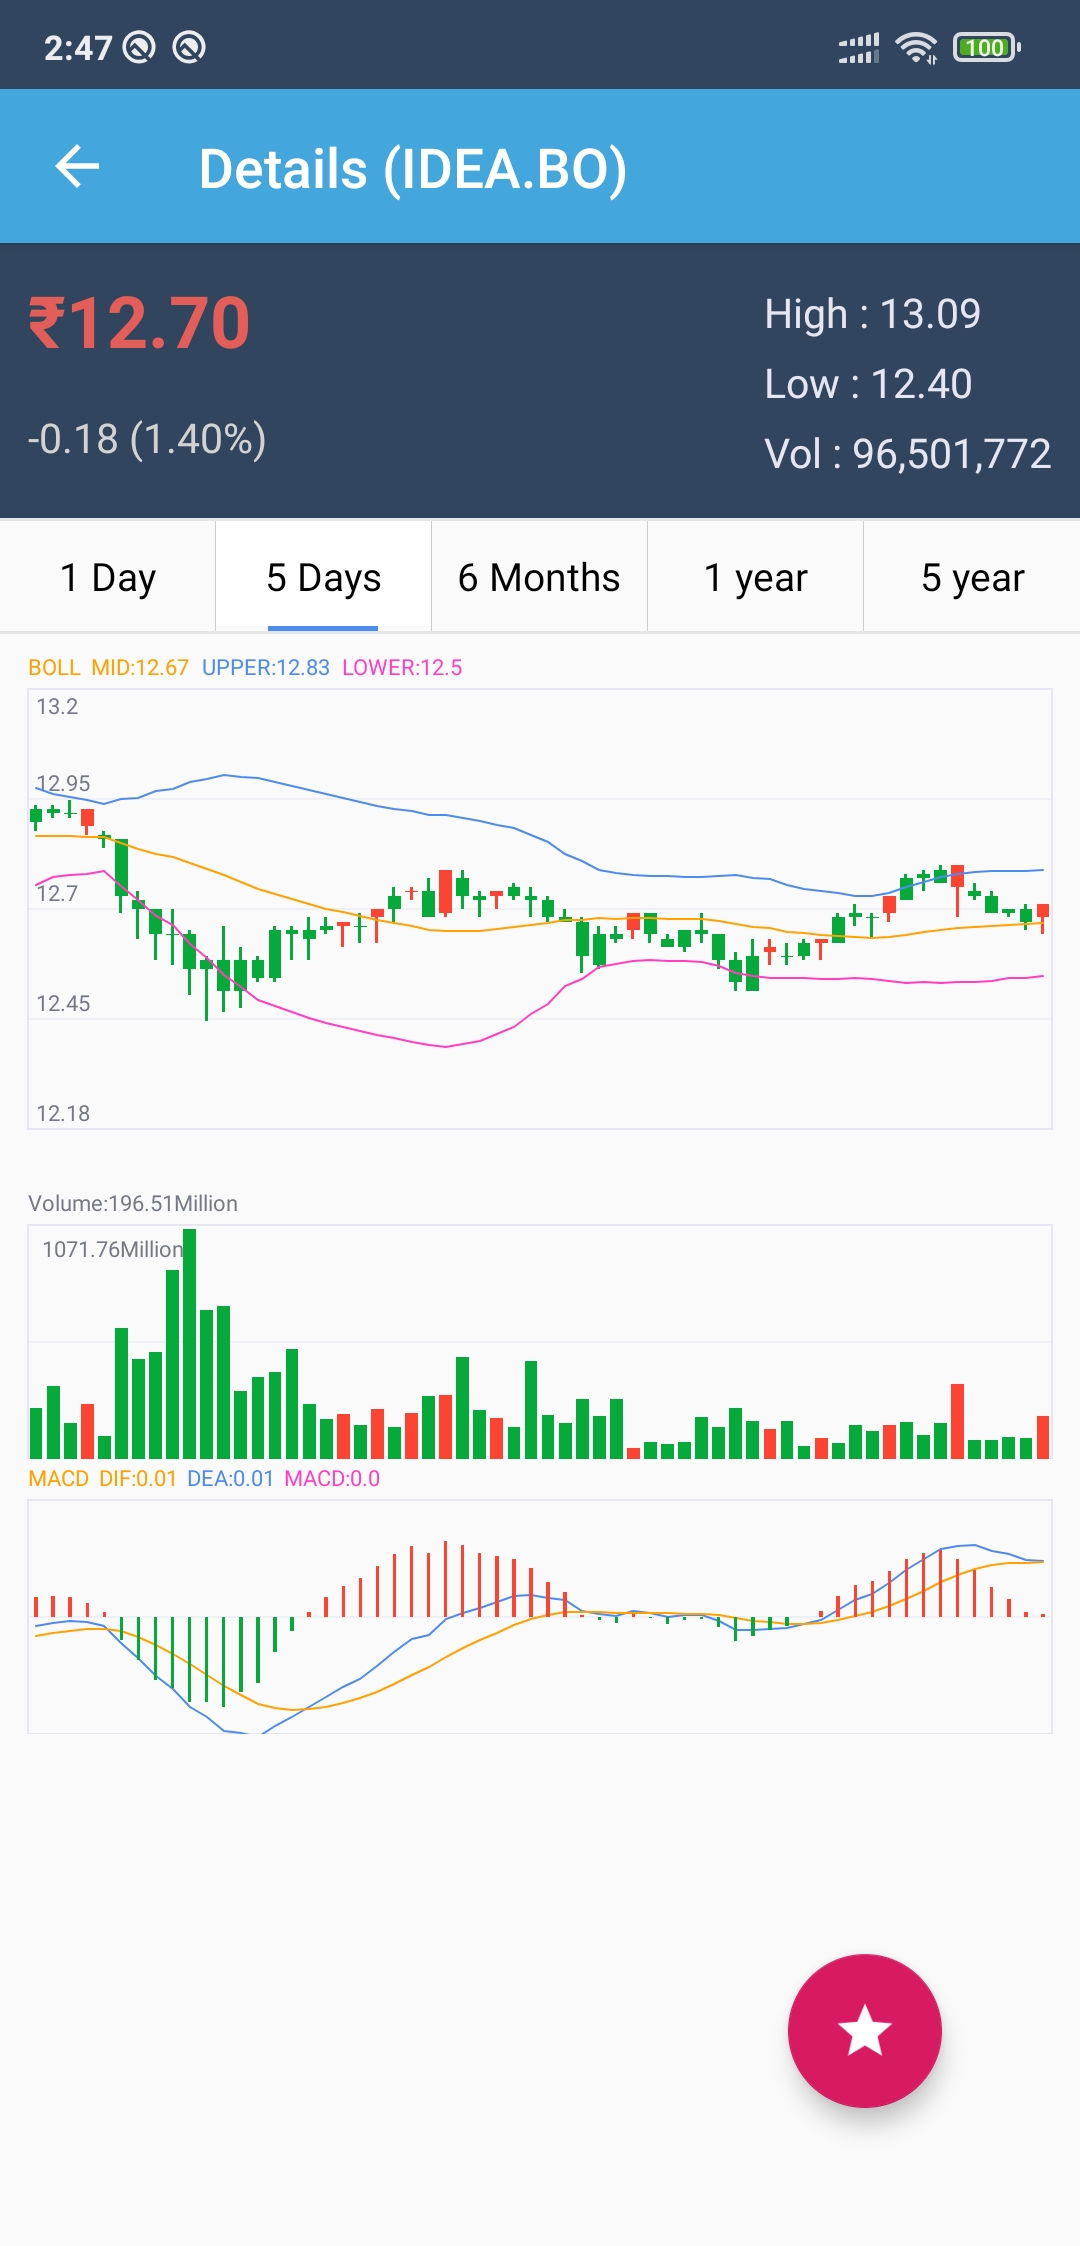 2:47
100
Details (IDEA.BO)
₹12.70
-0.18 (1.40%)
High : 13.09
Low : 12.40
Vol : 96,501,772
1 Day 5 Days 6 Months 1 year 5 year
BOLL MID:12.67 UPPER:12.83 LOWER:12.5
13.2
12.95
12.7
12.45
12.18
Volume:196.51Million
1071.76Million
MACD DIF:0.01 DEA:0.01 MACD:0.0